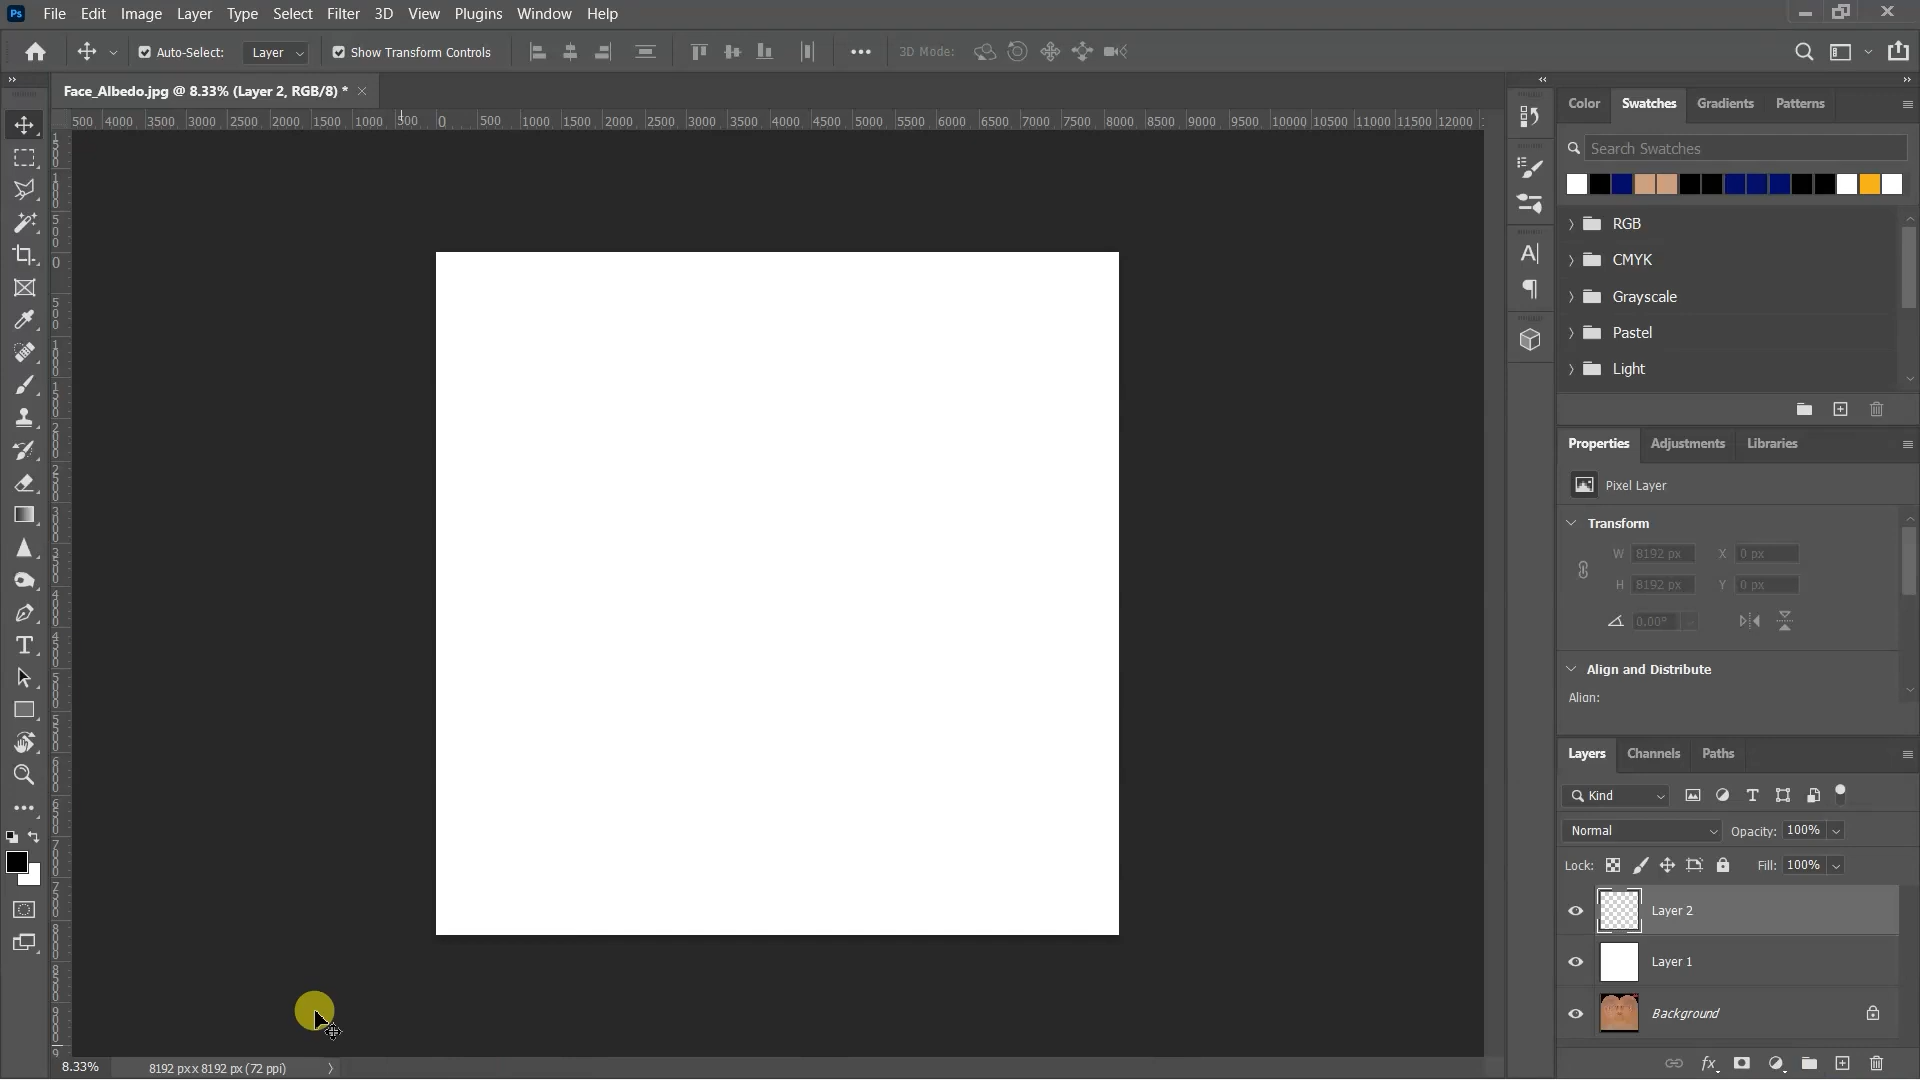 Ps File Edit Image Layer Type Select Filter 3D View Plugins Window Help
Auto-Select: Layer Show Transform Controls 3D Mode:
Face_Albedo.jpg @ 8.33% (Layer 2, RGB/8) *
500 4000 3500 3000 2500 2000 1500 1000 500 0 500 1000 1500 2000 2500 3000 3500 4000 4500 5000 5500 6000 6500 7000 7500 8000 8500 9000 9500 10000 10500 11000 11500 12000
Color Swatches Gradients Patterns
Search Swatches
RGB
CMYK
Grayscale
Pastel
Light
Properties Adjustments Libraries
Pixel Layer
Transform
W 8192 px X 0 px
H 8192 px Y 0 px
0.00°
Align and Distribute
Align:
Layers Channels Paths
Kind
Normal Opacity: 100%
Lock: Fill: 100%
Layer 2
Layer 1
Background
8.33% 8192 px x 8192 px (72 ppi)